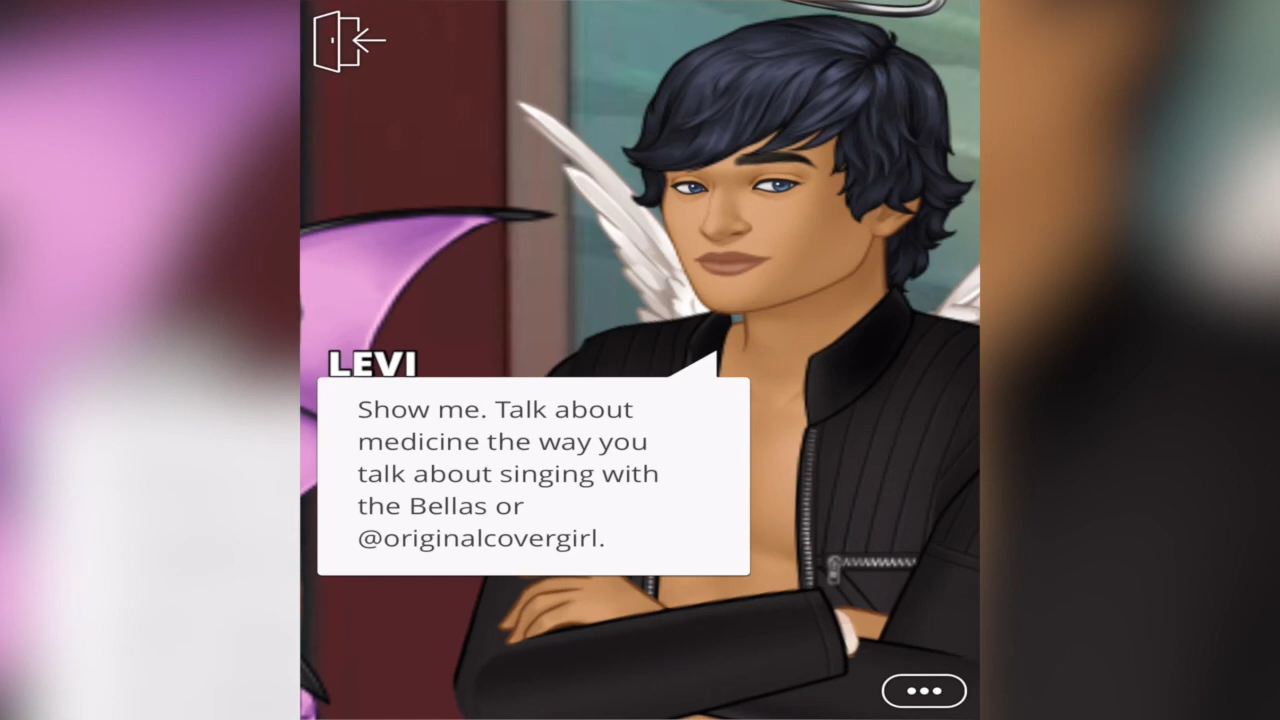 LEVI
Show me. Talk about
medicine the way you
talk about singing with
the Bellas or
@originalcovergirl.